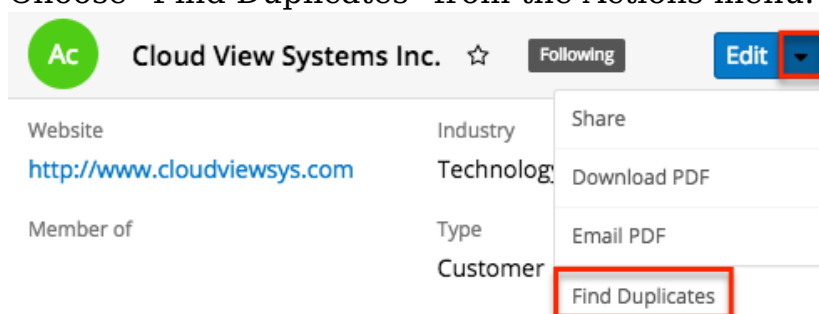 Choose "Find Duplicates" from the Actions menu.
Ac Cloud View Systems Inc. Following Edit
Website Industry Share
http://www.cloudviewsys.com Technology Download PDF
Member of Type Email PDF
Customer
Find Duplicates